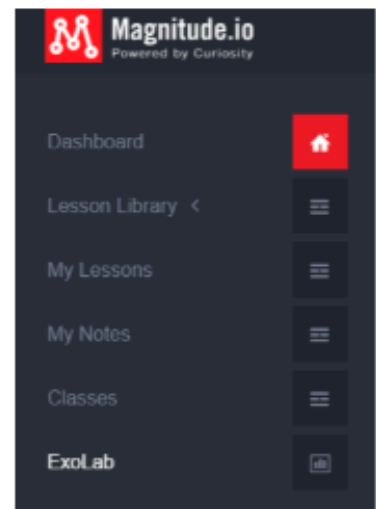 Magnitude.io
Powered by Curiosity
Dashboard
Lesson Library <
My Lessons
My Notes
Classes
ExoLab